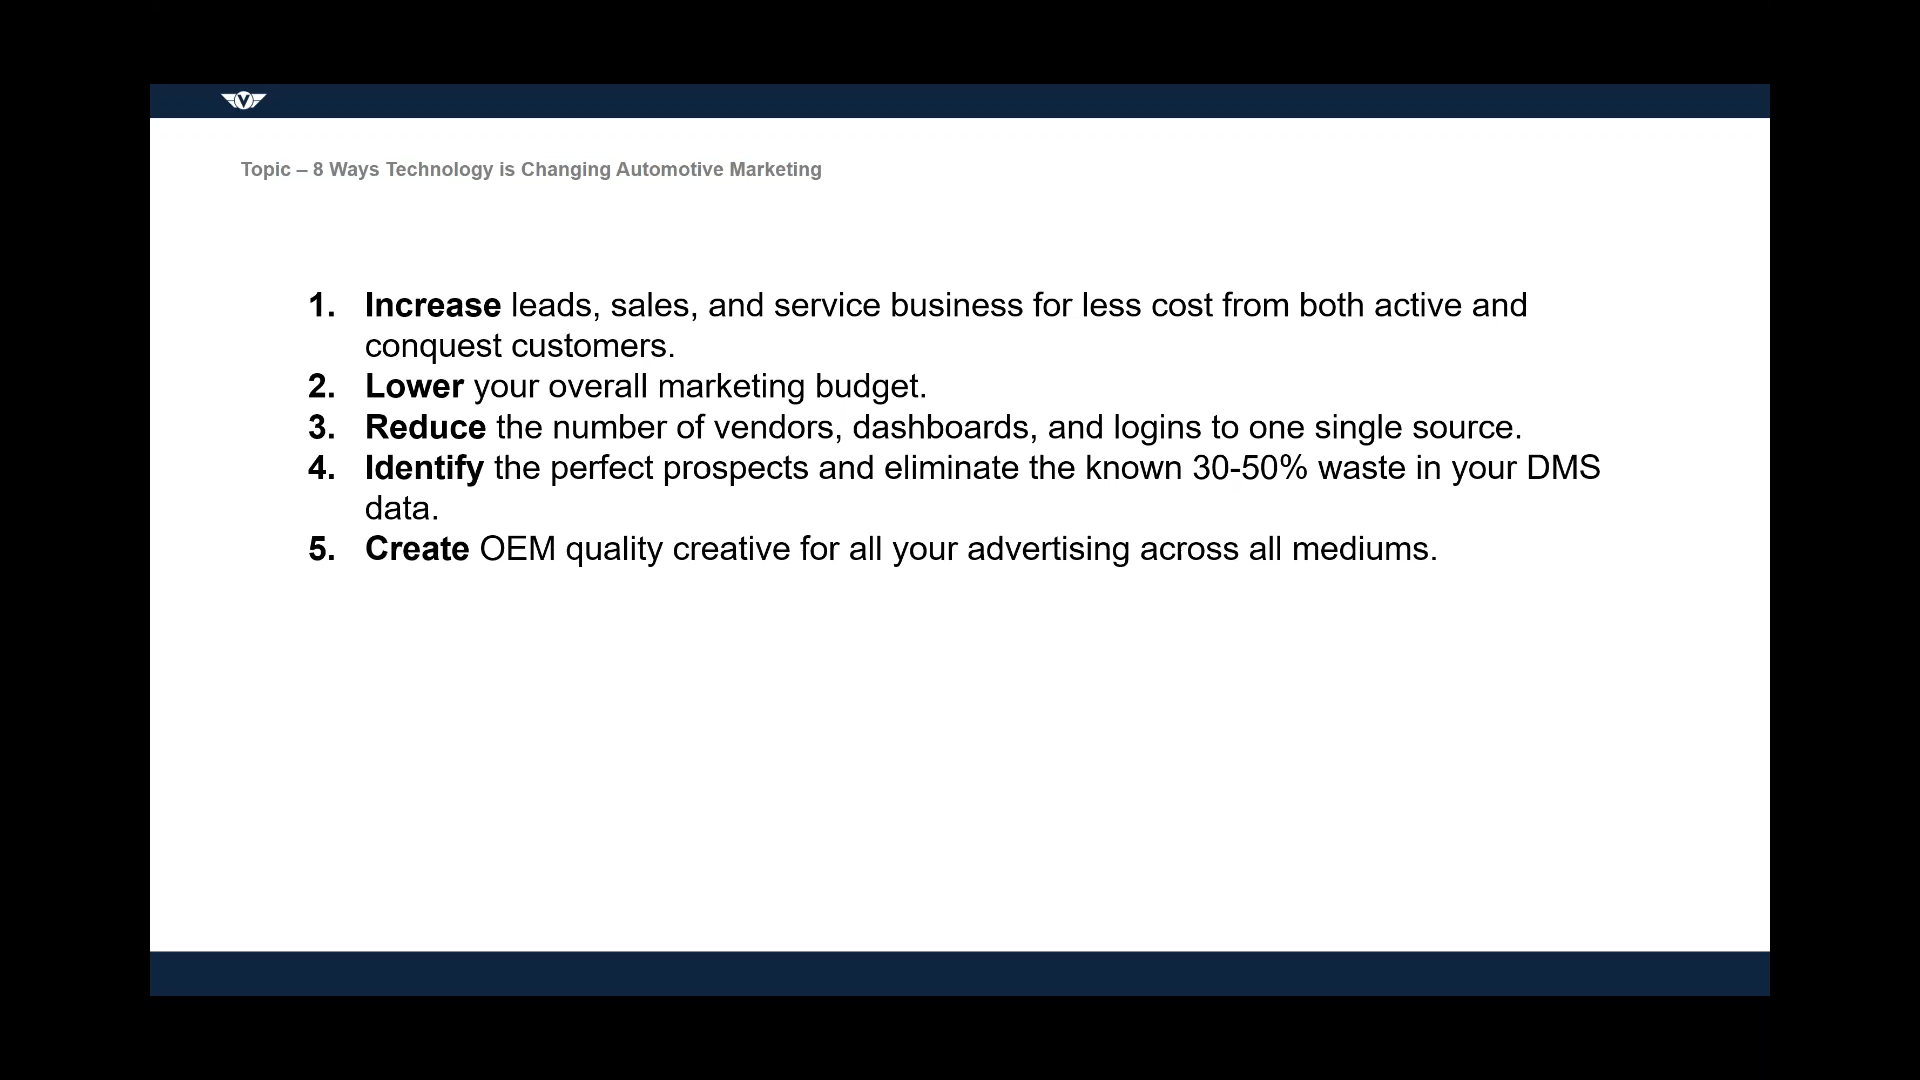 V
Topic – 8 Ways Technology is Changing Automotive Marketing
1. Increase leads, sales, and service business for less cost from both active and
conquest customers.
2. Lower your overall marketing budget.
3. Reduce the number of vendors, dashboards, and logins to one single source.
4. Identify the perfect prospects and eliminate the known 30-50% waste in your DMS
data.
5. Create OEM quality creative for all your advertising across all mediums.